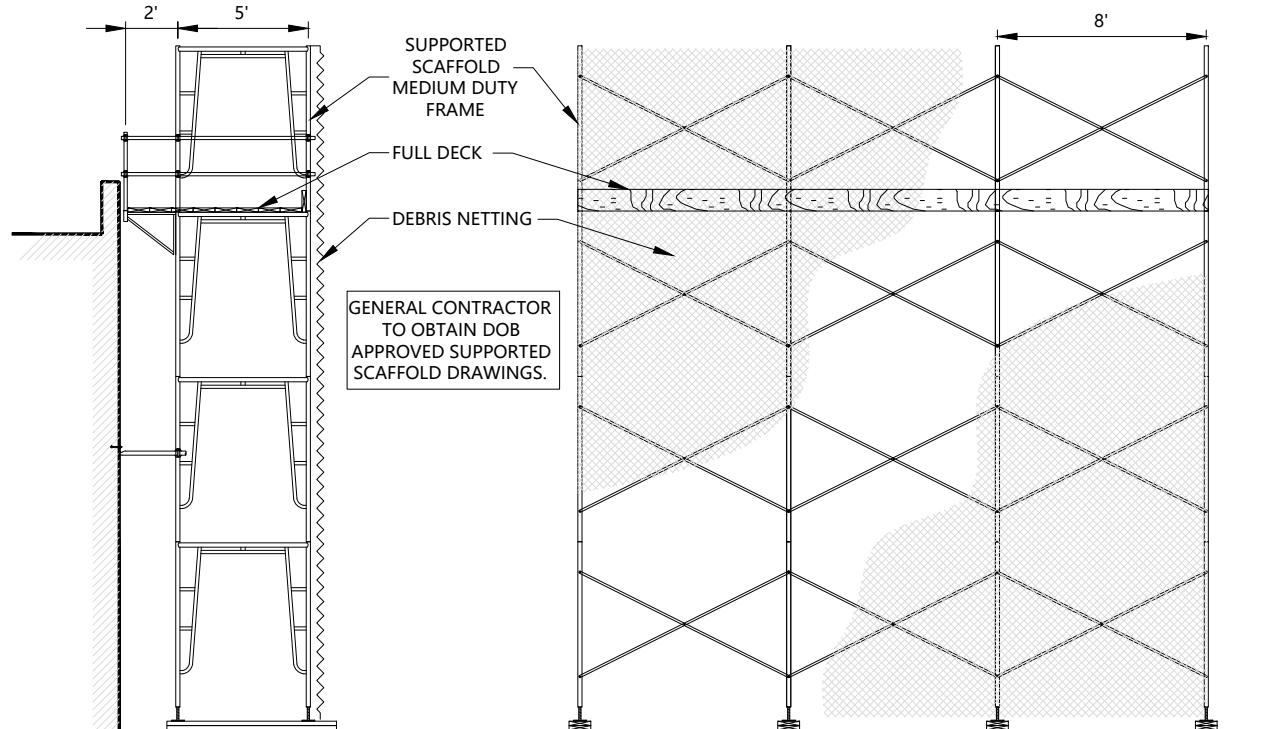 2'
5'
8'
SUPPORTED
SCAFFOLD
MEDIUM DUTY
FRAME
FULL DECK
DEBRIS NETTING
GENERAL CONTRACTOR
TO OBTAIN DOB
APPROVED SUPPORTED
SCAFFOLD DRAWINGS.